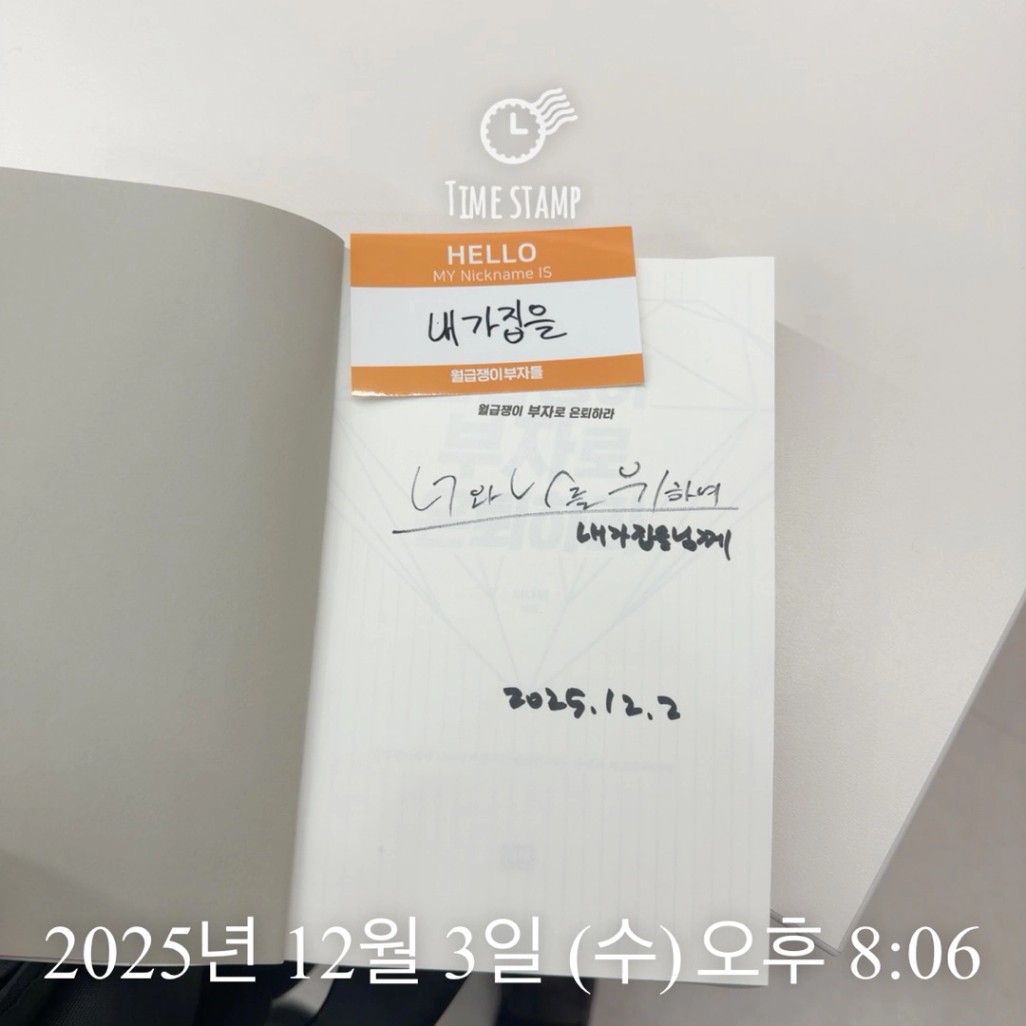 TIME STAMP
HELLO
MY Nickname IS
내가집을
월급쟁이부자들
월급쟁이 부자로 은퇴하라
너와 나를 위하여
내가집을님께
2025.12.2
2025년 12월 3일 (수) 오후 8:06